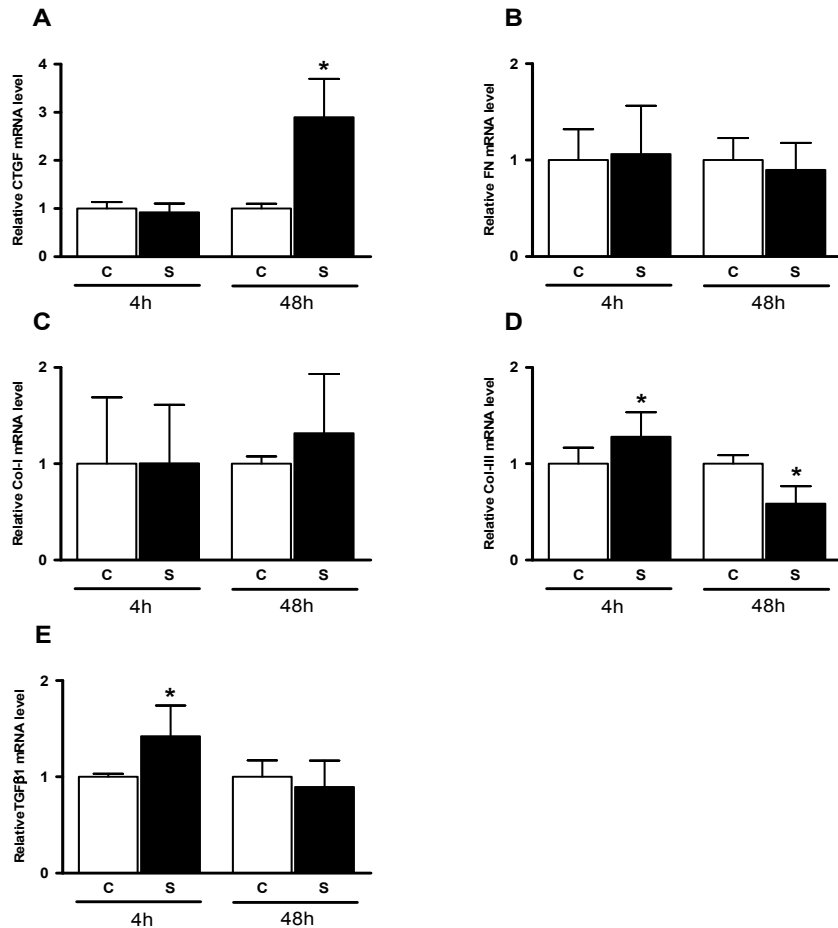 A
Relative CTGF mRNA level
4
3
2
1
0
*
C S C S
4h 48h
B
Relative FN mRNA level
2
1
0
C S C S
4h 48h
C
Relative Col-I mRNA level
2
1
0
C S C S
4h 48h
D
Relative Col-III mRNA level
2
1
0
*
*
C S C S
4h 48h
E
RelativeTGFβ1 mRNA level
2
1
0
*
C S C S
4h 48h